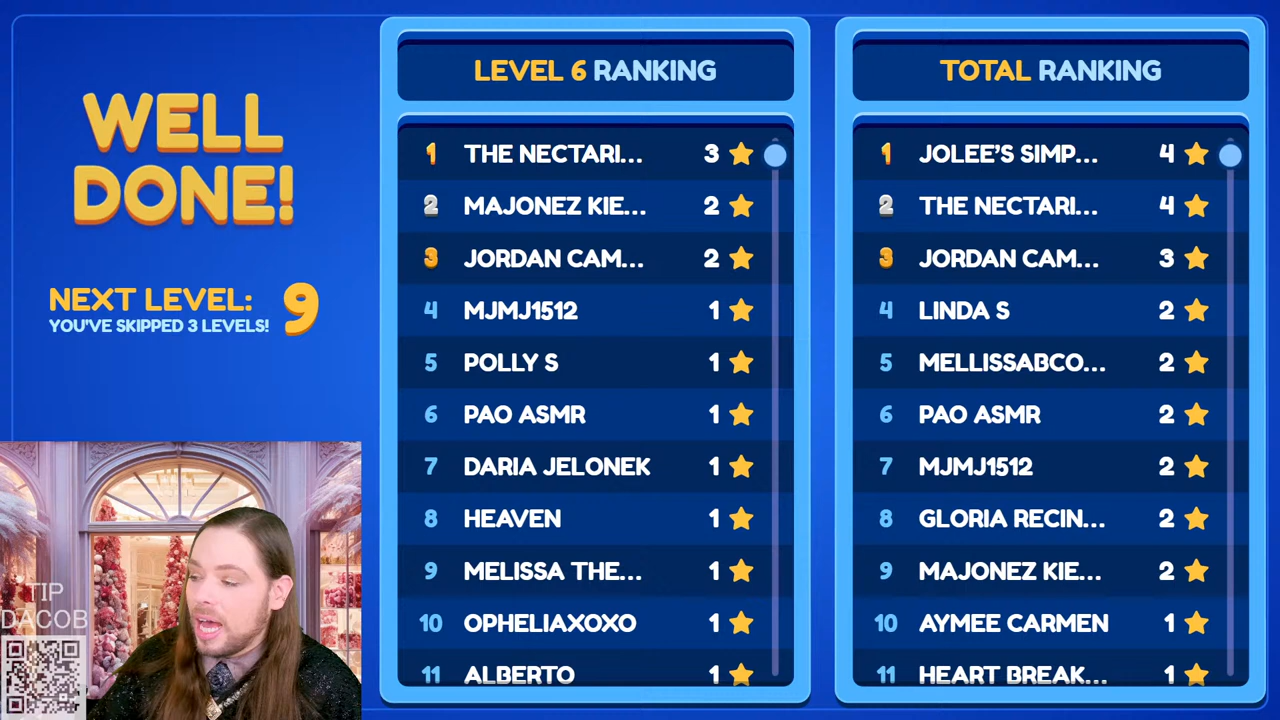 WELL
DONE!
NEXT LEVEL: 9
YOU'VE SKIPPED 3 LEVELS!
TIP
DACOB
LEVEL 6 RANKING
1 THE NECTARI... 3
2 MAJONEZ KIE... 2
3 JORDAN CAM... 2
4 MJMJ1512 1
5 POLLY S 1
6 PAO ASMR 1
7 DARIA JELONEK 1
8 HEAVEN 1
9 MELISSA THE... 1
10 OPHELIAXOXO 1
11 ALBERTO 1
TOTAL RANKING
1 JOLEE'S SIMP... 4
2 THE NECTARI... 4
3 JORDAN CAM... 3
4 LINDA S 2
5 MELLISSABCO... 2
6 PAO ASMR 2
7 MJMJ1512 2
8 GLORIA RECIN... 2
9 MAJONEZ KIE... 2
10 AYMEE CARMEN 1
11 HEART BREAK... 1